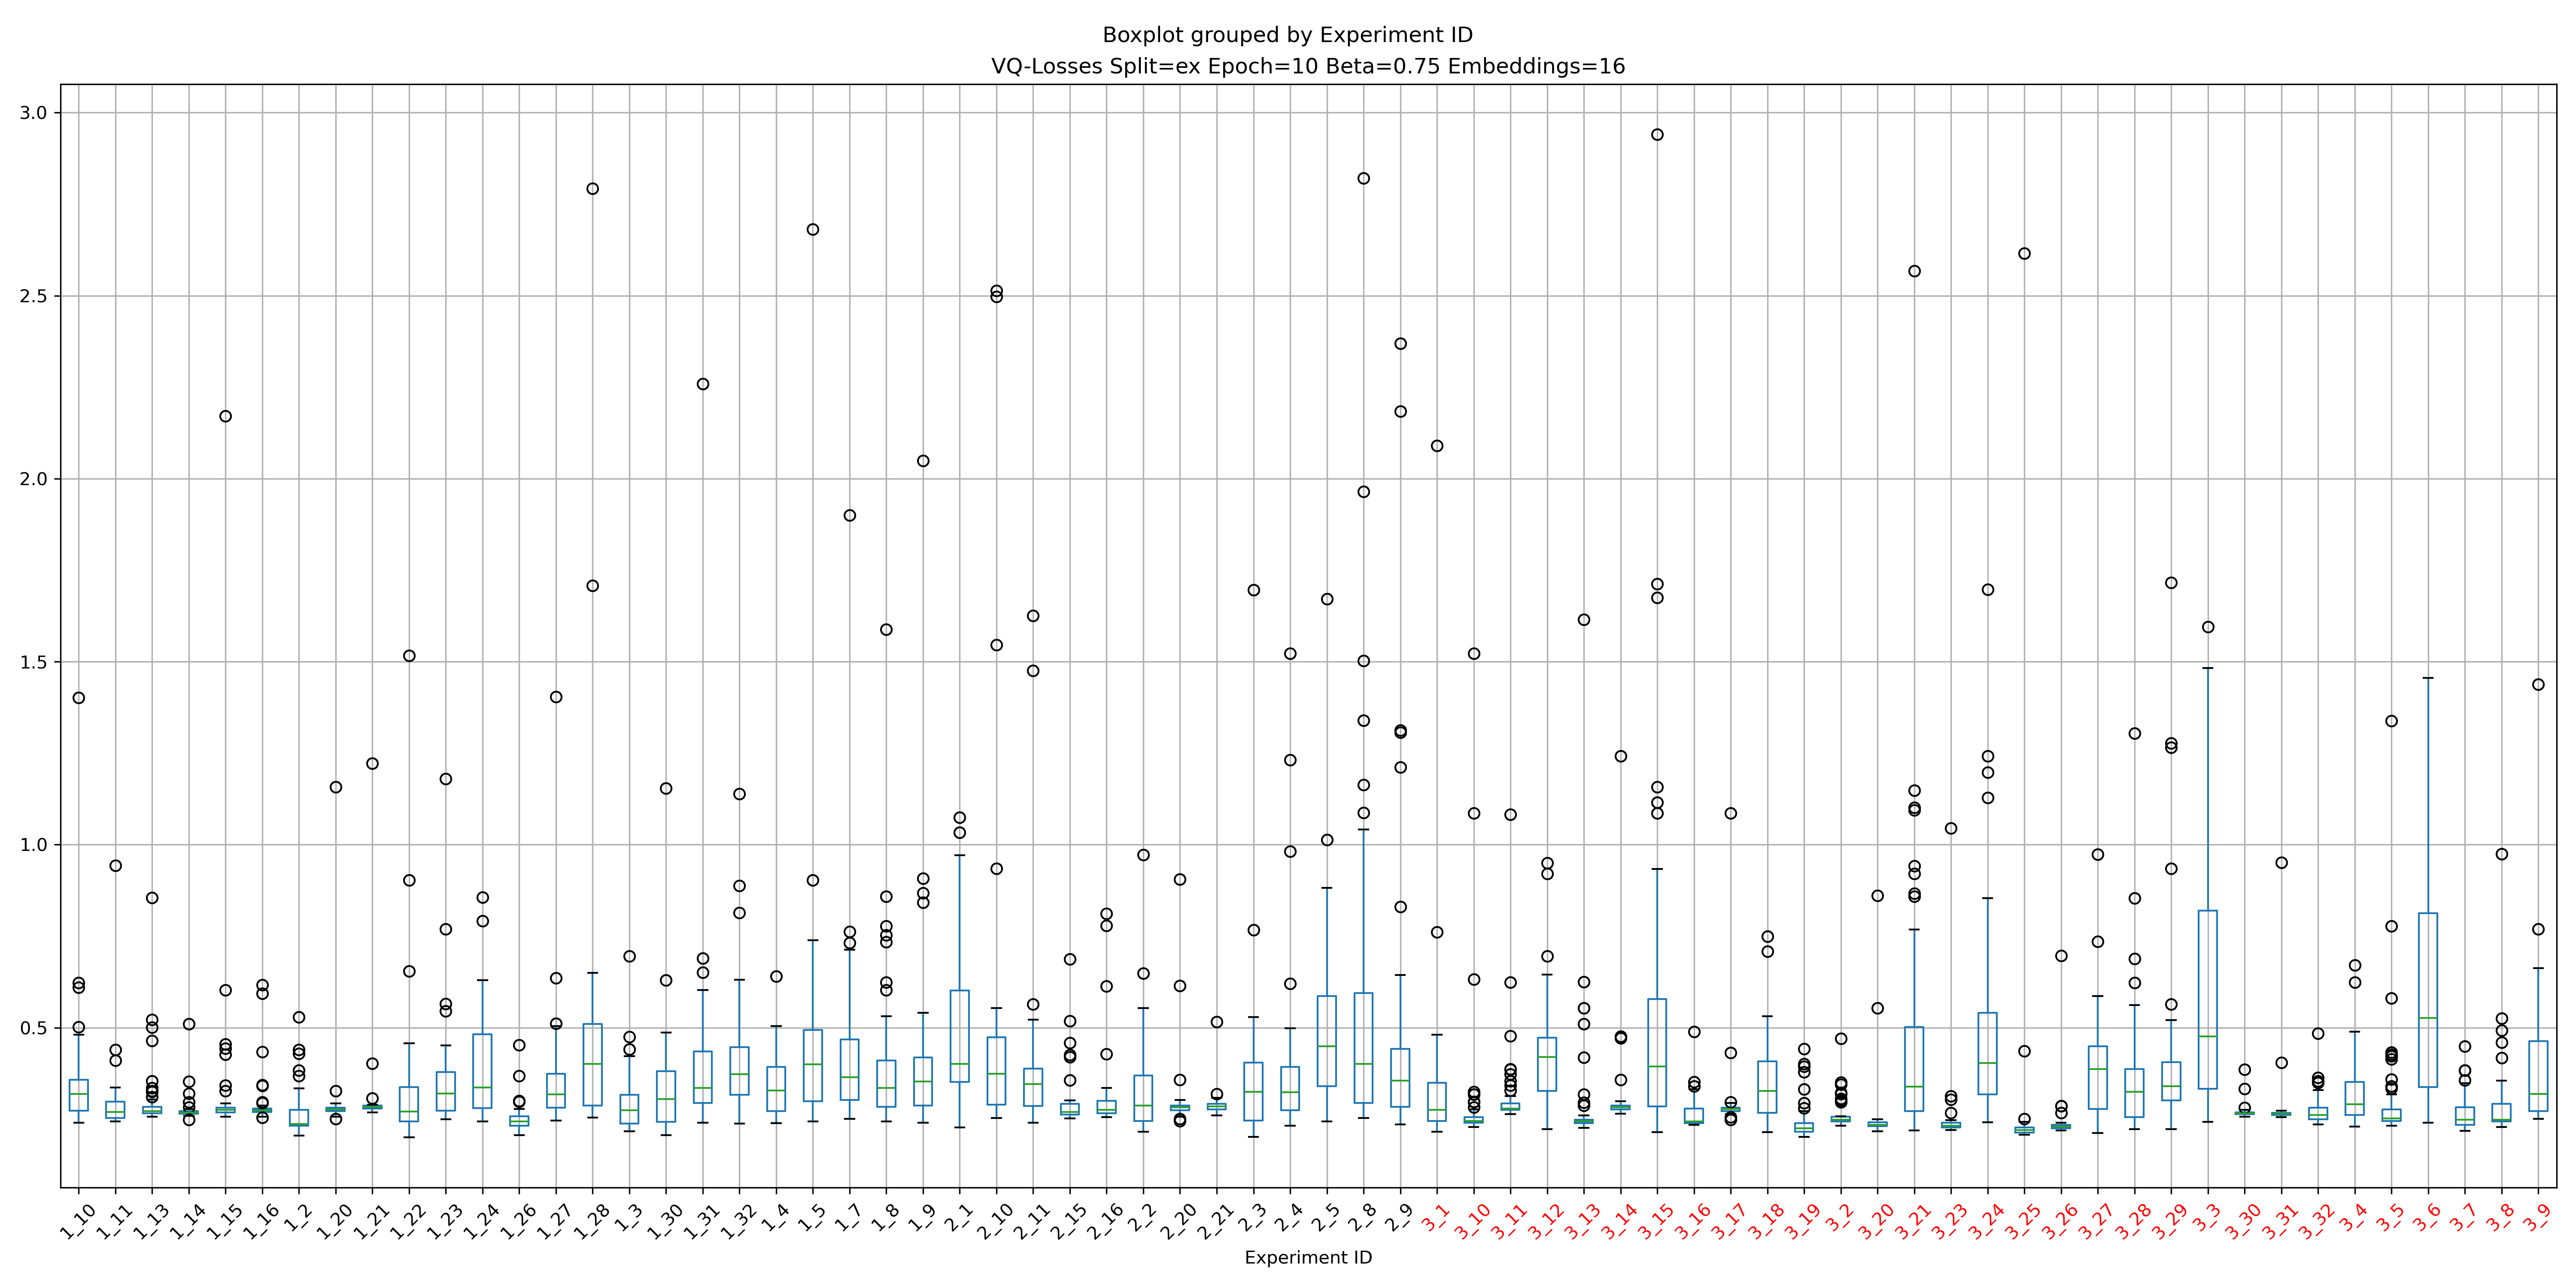 Boxplot grouped by Experiment ID
VQ-Losses Split=ex Epoch=10 Beta=0.75 Embeddings=16
3.0
2.5
2.0
1.5
1.0
0.5
1_10 1_11 1_13 1_14 1_15 1_16 1_2 1_20 1_21 1_22 1_23 1_24 1_26 1_27 1_28 1_3 1_30 1_31 1_32 1_4 1_5 1_7 1_8 1_9 2_1 2_10 2_11 2_15 2_16 2_2 2_20 2_21 2_3 2_4 2_5 2_8 2_9 3_1 3_10 3_11 3_12 3_13 3_14 3_15 3_16 3_17 3_18 3_19 3_2 3_20 3_21 3_23 3_24 3_25 3_26 3_27 3_28 3_29 3_3 3_30 3_31 3_32 3_4 3_5 3_6 3_7 3_8 3_9
Experiment ID